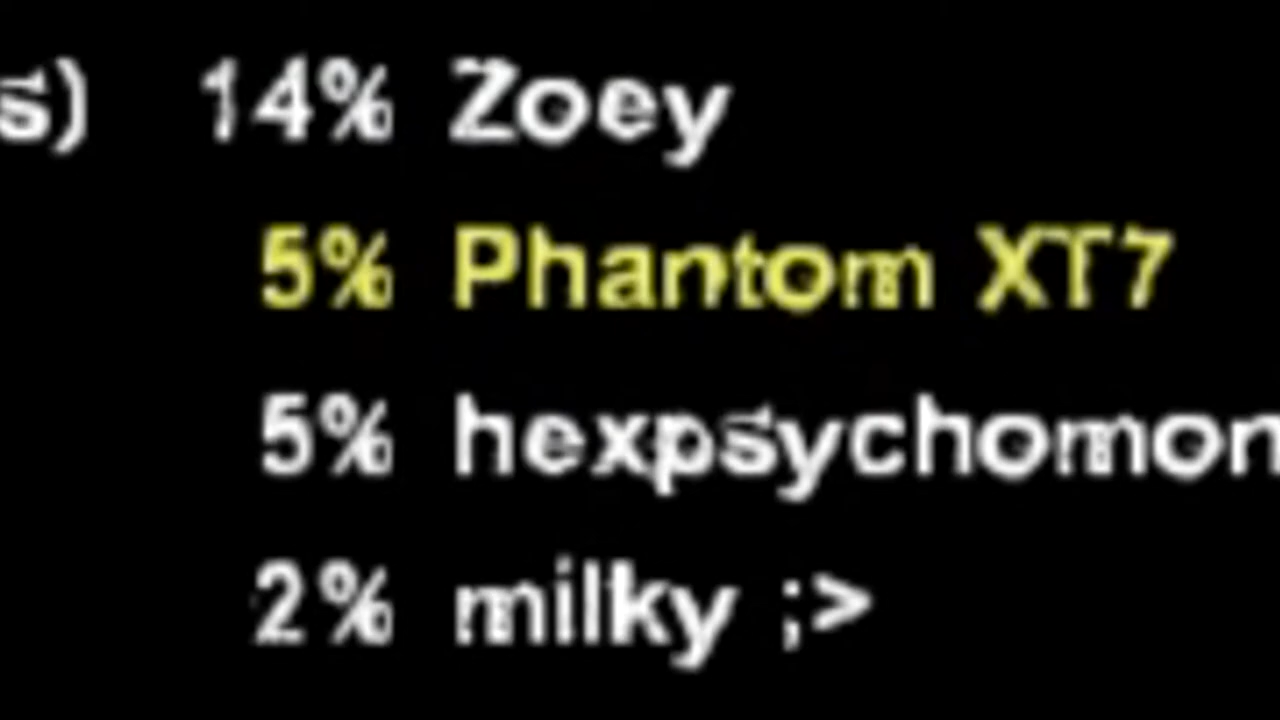 s) 14% Zoey
5% Phantom XT7
5% hexpsychomon
2% milky ;>